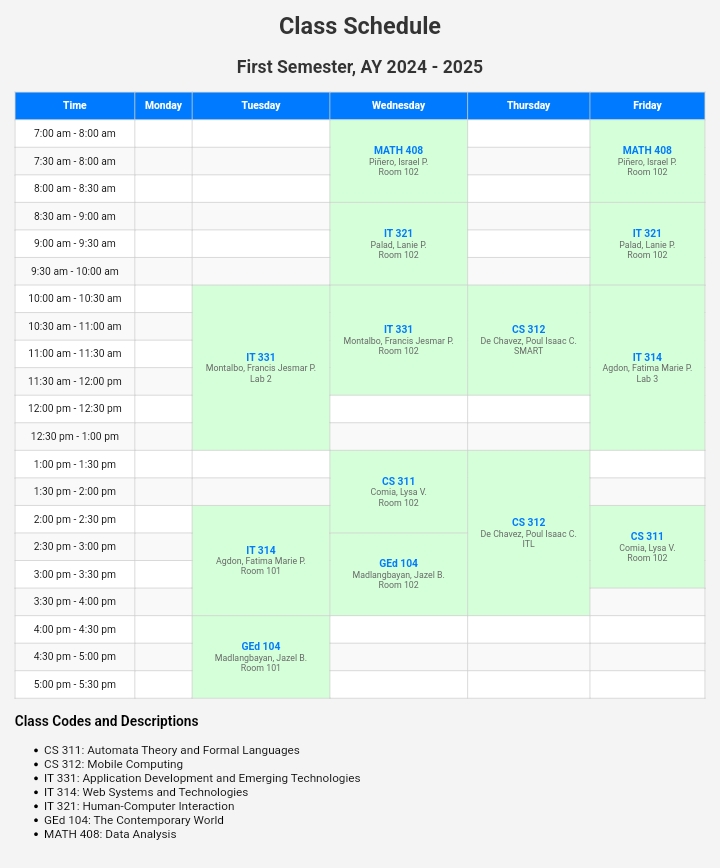 Class Schedule
First Semester, AY 2024 - 2025
Time Monday Tuesday Wednesday Thursday Friday
7:00 am - 8:00 am
7:30 am - 8:00 am
8:00 am - 8:30 am
MATH 408
Piñero, Israel P.
Room 102
MATH 408
Piñero, Israel P.
Room 102
8:30 am - 9:00 am
9:00 am - 9:30 am
9:30 am - 10:00 am
IT 321
Palad, Lanie P.
Room 102
IT 321
Palad, Lanie P.
Room 102
10:00 am - 10:30 am
10:30 am - 11:00 am
11:00 am - 11:30 am
11:30 am - 12:00 pm
12:00 pm - 12:30 pm
12:30 pm - 1:00 pm
IT 331
Montalbo, Francis Jesmar P.
Lab 2
IT 331
Montalbo, Francis Jesmar P.
Room 102
CS 312
De Chavez, Poul Isaac C.
SMART
IT 314
Agdon, Fatima Marie P.
Lab 3
1:00 pm - 1:30 pm
1:30 pm - 2:00 pm
2:00 pm - 2:30 pm
2:30 pm - 3:00 pm
3:00 pm - 3:30 pm
3:30 pm - 4:00 pm
IT 314
Agdon, Fatima Marie P.
Room 101
CS 311
Comia, Lysa V.
Room 102
GEd 104
Madlangbayan, Jazel B.
Room 102
CS 312
De Chavez, Poul Isaac C.
ITL
CS 311
Comia, Lysa V.
Room 102
4:00 pm - 4:30 pm
4:30 pm - 5:00 pm
5:00 pm - 5:30 pm
GEd 104
Madlangbayan, Jazel B.
Room 101
Class Codes and Descriptions
• CS 311: Automata Theory and Formal Languages
• CS 312: Mobile Computing
• IT 331: Application Development and Emerging Technologies
• IT 314: Web Systems and Technologies
• IT 321: Human-Computer Interaction
• GEd 104: The Contemporary World
• MATH 408: Data Analysis